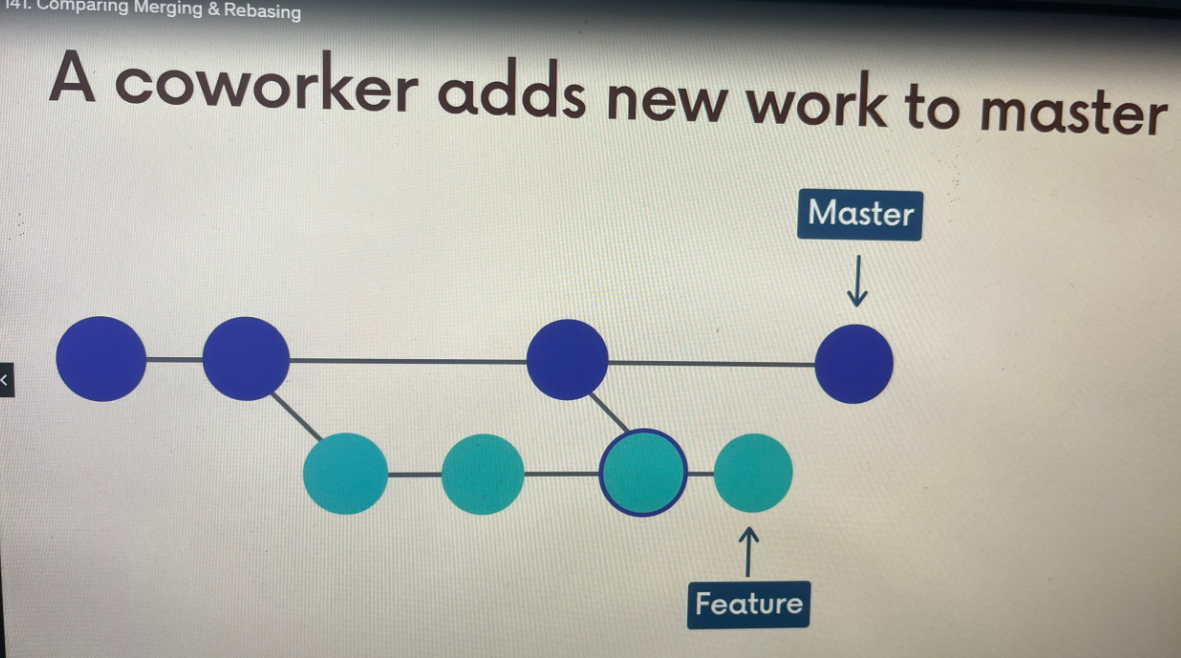 141. Comparing Merging & Rebasing
A coworker adds new work to master
Master
Feature